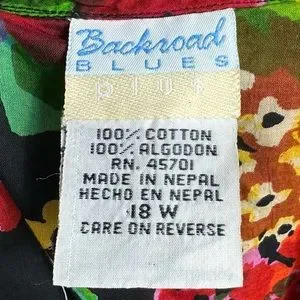 Backroad
BLUES
PLUS
100% COTTON
100% ALGODON
RN. 45701
MADE IN NEPAL
HECHO EN NEPAL
18 W
CARE ON REVERSE